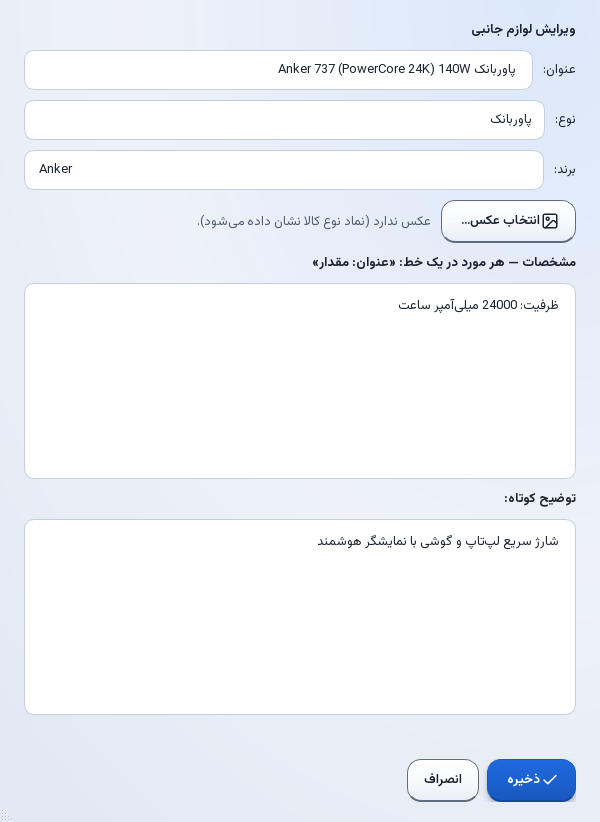 ویرایش لوازم جانبی
عنوان: پاوربانک Anker 737 (PowerCore 24K) 140W
نوع: پاوربانک
برند: Anker
انتخاب عکس... عکس ندارد (نماد نوع کالا نشان داده می‌شود).
مشخصات — هر مورد در یک خط: «عنوان: مقدار»
ظرفیت: 24000 میلی‌آمپر ساعت
توضیح کوتاه:
شارژ سریع لپ‌تاپ و گوشی با نمایشگر هوشمند
ذخیره انصراف